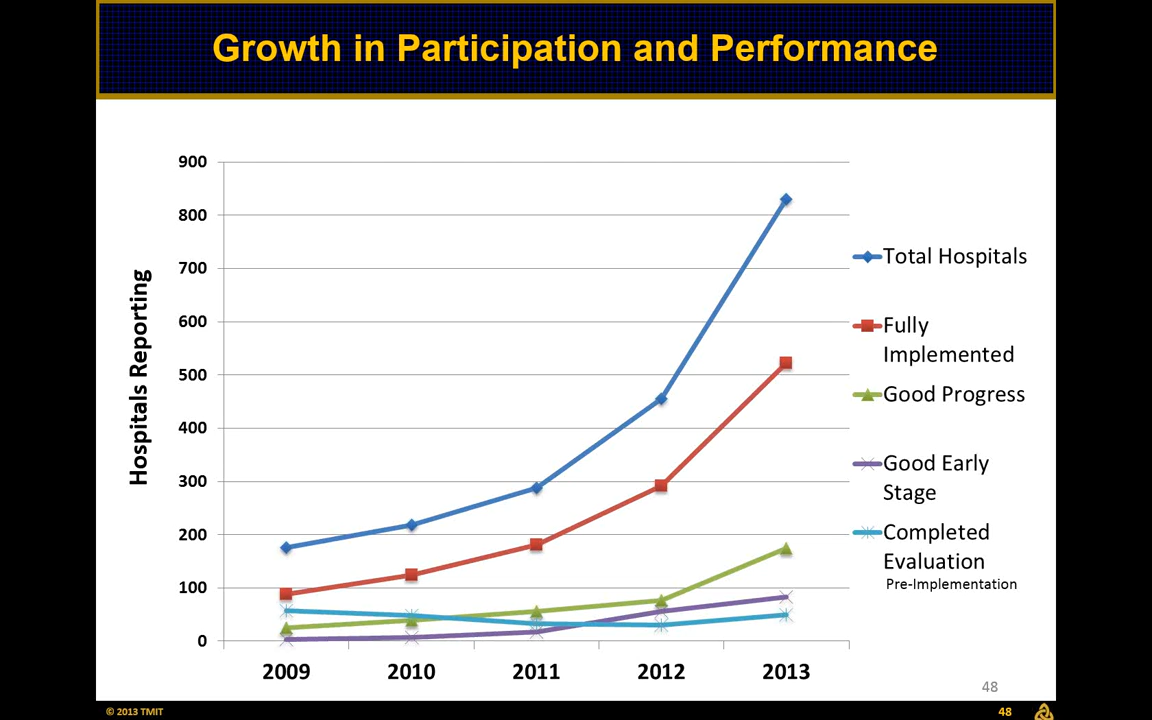 Growth in Participation and Performance
900
800
700
600
500
400
300
200
100
0
Hospitals Reporting
2009 2010 2011 2012 2013
Total Hospitals
Fully
Implemented
Good Progress
Good Early
Stage
Completed
Evaluation
Pre-Implementation
48
© 2013 TMIT
48